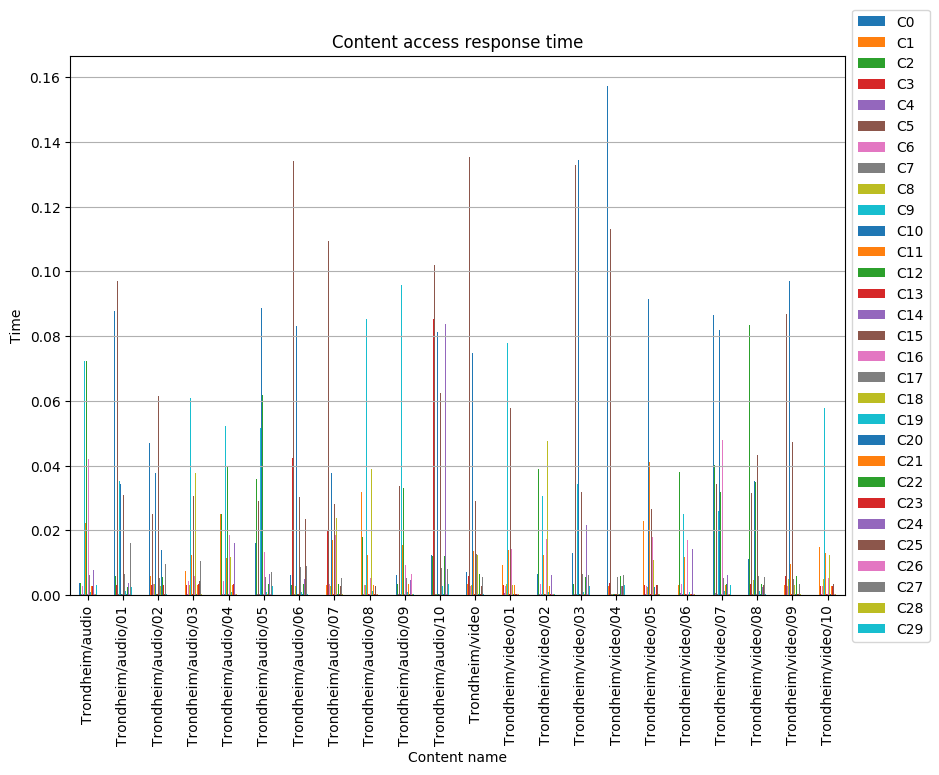 Content access response time
Time
0.16
0.14
0.12
0.10
0.08
0.06
0.04
0.02
0.00
Trondheim/audio
Trondheim/audio/01
Trondheim/audio/02
Trondheim/audio/03
Trondheim/audio/04
Trondheim/audio/05
Trondheim/audio/06
Trondheim/audio/07
Trondheim/audio/08
Trondheim/audio/09
Trondheim/audio/10
Trondheim/video
Trondheim/video/01
Trondheim/video/02
Trondheim/video/03
Trondheim/video/04
Trondheim/video/05
Trondheim/video/06
Trondheim/video/07
Trondheim/video/08
Trondheim/video/09
Trondheim/video/10
Content name
C0
C1
C2
C3
C4
C5
C6
C7
C8
C9
C10
C11
C12
C13
C14
C15
C16
C17
C18
C19
C20
C21
C22
C23
C24
C25
C26
C27
C28
C29